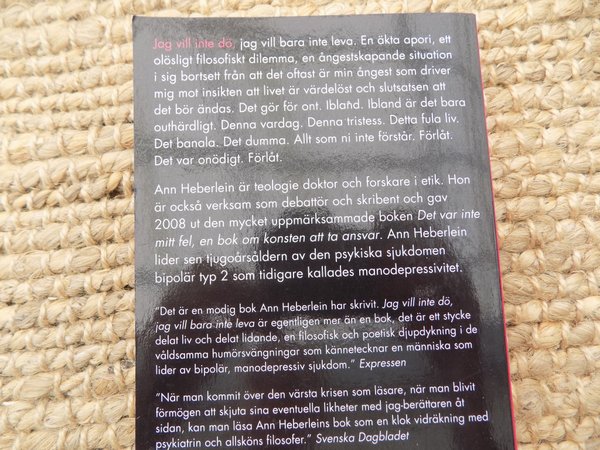 Jag vill inte dö, jag vill bara inte leva. En äkta apori, ett
olösligt filosofiskt dilemma, en ångestskapande situation
i sig bortsett från att det oftast är min ångest som driver
mig mot insikten att livet är värdelöst och slutsatsen att
det bör ändas. Det gör för ont. Ibland. Ibland är det bara
outhärdligt. Denna vardag. Denna tristess. Detta fula liv.
Det banala. Det dumma. Allt som ni inte förstår. Förlåt.
Det var onödigt. Förlåt.
Ann Heberlein är teologie doktor och forskare i etik. Hon
är också verksam som debattör och skribent och gav
2008 ut den mycket uppmärksammade boken Det var inte
mitt fel, en bok om konsten att ta ansvar. Ann Heberlein
lider sen tjugoårsåldern av den psykiska sjukdomen
bipolär typ 2 som tidigare kallades manodepressivitet.
"Det är en modig bok Ann Heberlein har skrivit. Jag vill inte dö,
jag vill bara inte leva är egentligen mer än en bok, det är ett stycke
delat liv och delat lidande, en filosofisk och poetisk djupdykning i de
våldsamma humörsvängningar som kännetecknar en människa som
lider av bipolär, manodepressiv sjukdom." Expressen
"När man kommit över den värsta krisen som läsare, när man blivit
förmögen att skjuta sina eventuella likheter med jag-berättaren åt
sidan, kan man läsa Ann Heberleins bok som en klok vidräkning med
psykiatrin och allsköns filosofer." Svenska Dagbladet